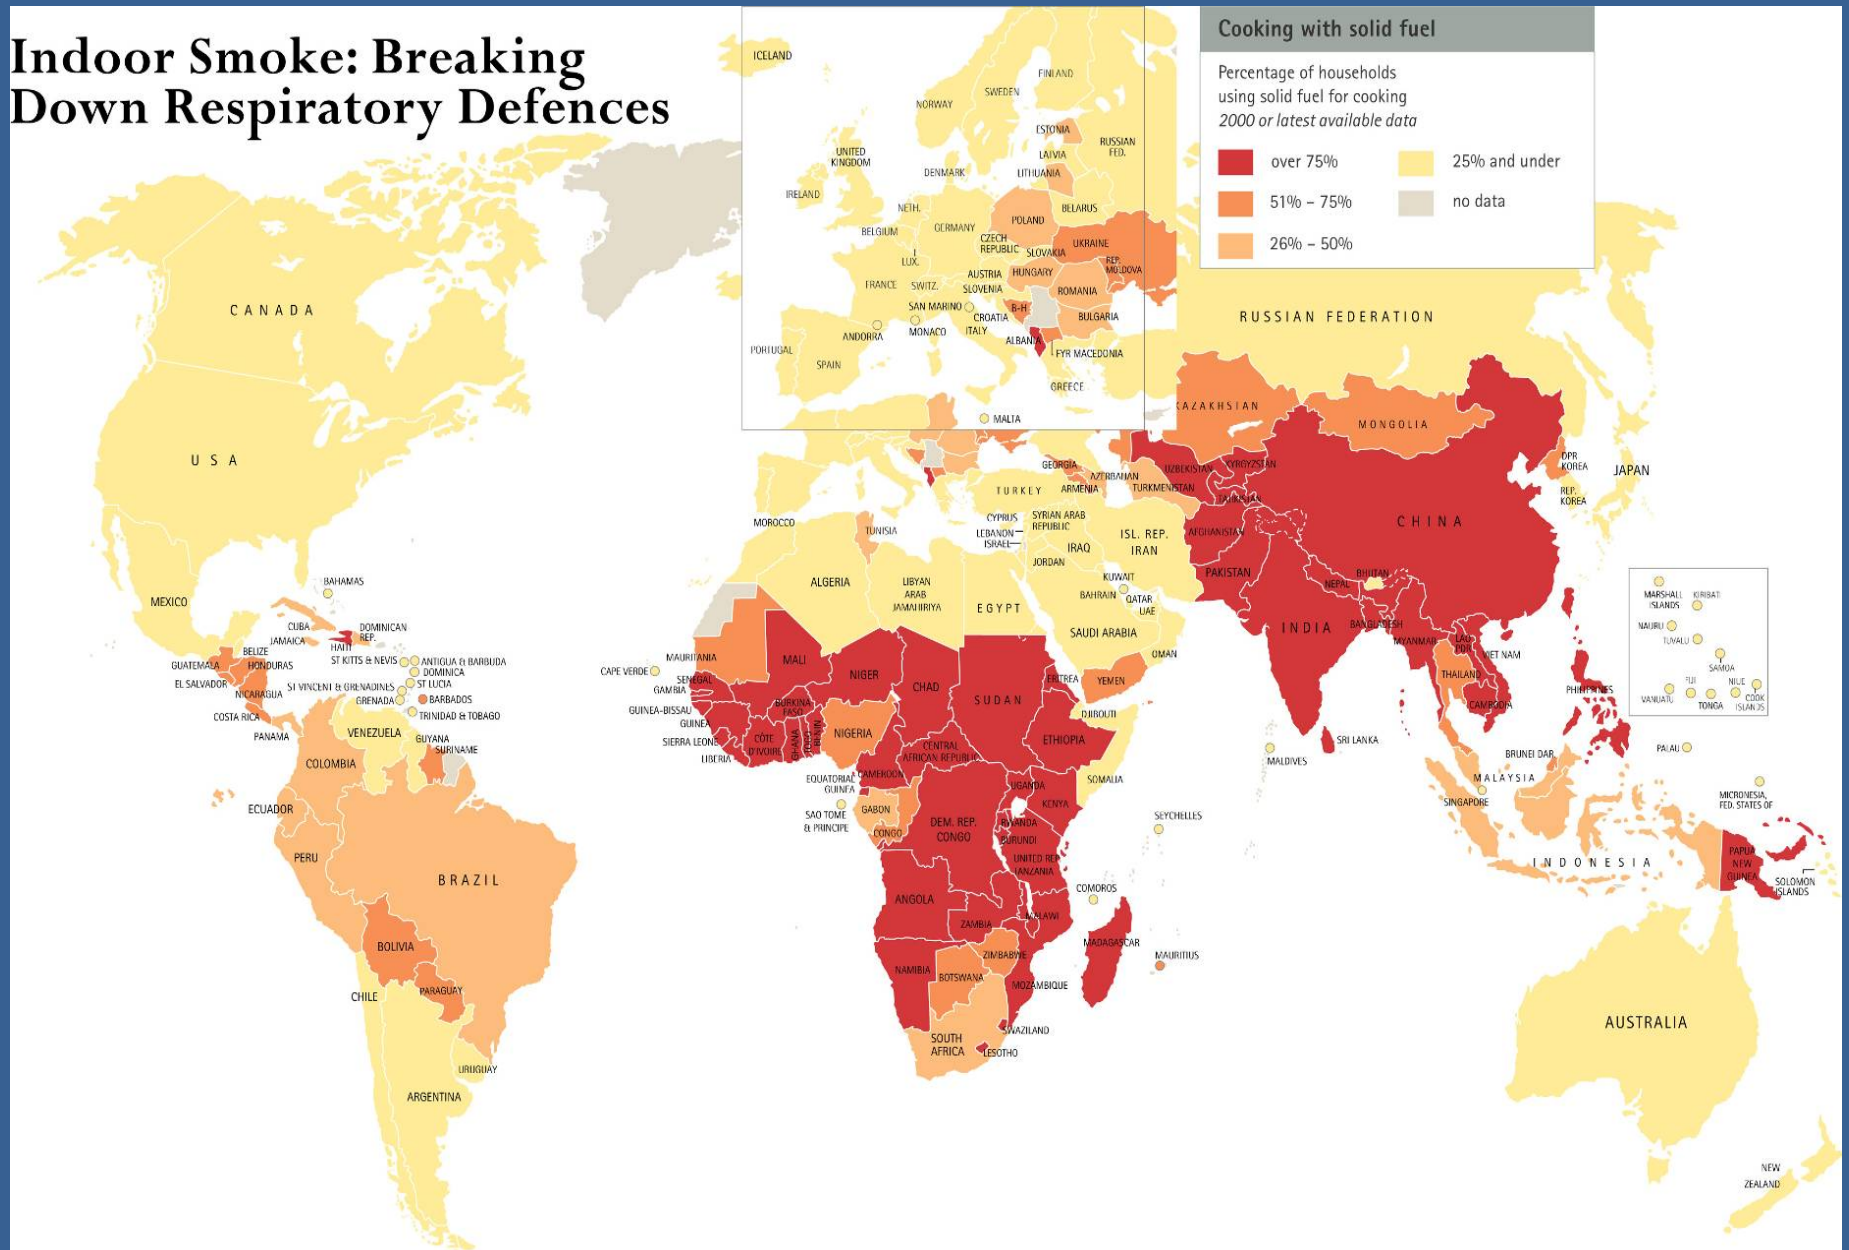 Indoor Smoke: Breaking
Down Respiratory Defences
Cooking with solid fuel
Percentage of households
using solid fuel for cooking
2000 or latest available data
over 75%
25% and under
51% – 75%
no data
26% – 50%
ICELAND
FINLAND
SWEDEN
NORWAY
ESTONIA
RUSSIAN
FED.
UNITED
KINGDOM
LATVIA
DENMARK
LITHUANIA
IRELAND
NETH.
BELARUS
POLAND
BELGIUM
GERMANY
CZECH
REPUBLIC
UKRAINE
SLOVAKIA
LUX.
REP.
MOLDOVA
AUSTRIA
HUNGARY
FRANCE
SWITZ.
SLOVENIA
ROMANIA
SAN MARINO
B-H
CROATIA
BULGARIA
ANDORRA
MONACO
ITALY
ALBANIA
PORTUGAL
FYR MACEDONIA
SPAIN
GREECE
MALTA
CANADA
USA
MEXICO
BAHAMAS
CUBA
JAMAICA
DOMINICAN
REP.
HAITI
BELIZE
GUATEMALA
HONDURAS
EL SALVADOR
NICARAGUA
COSTA RICA
PANAMA
ST KITTS & NEVIS
ANTIGUA & BARBUDA
DOMINICA
ST LUCIA
ST VINCENT & GRENADINES
GRENADA
BARBADOS
TRINIDAD & TOBAGO
VENEZUELA
GUYANA
SURINAME
COLOMBIA
ECUADOR
PERU
BRAZIL
BOLIVIA
PARAGUAY
CHILE
URUGUAY
ARGENTINA
RUSSIAN FEDERATION
KAZAKHSTAN
MONGOLIA
GEORGIA
AZERBAIJAN
ARMENIA
UZBEKISTAN
KYRGYZSTAN
TURKMENISTAN
TAJIKISTAN
TURKEY
CYPRUS
SYRIAN ARAB
REPUBLIC
LEBANON
ISRAEL
IRAQ
ISL. REP.
IRAN
JORDAN
KUWAIT
BAHRAIN
QATAR
UAE
SAUDI ARABIA
OMAN
YEMEN
AFGHANISTAN
PAKISTAN
NEPAL
BHUTAN
INDIA
BANGLADESH
MYANMAR
LAO
PDR
VIET NAM
THAILAND
CAMBODIA
CHINA
DPR
KOREA
REP.
KOREA
JAPAN
PHILIPPINES
SRI LANKA
MALDIVES
BRUNEI DAR.
MALAYSIA
SINGAPORE
INDONESIA
PAPUA
NEW
GUINEA
SOLOMON
ISLANDS
PALAU
MICRONESIA,
FED. STATES OF
MARSHALL
ISLANDS
KIRIBATI
NAURU
TUVALU
SAMOA
FIJI
NIUE
VANUATU
TONGA
COOK
ISLANDS
AUSTRALIA
NEW
ZEALAND
MOROCCO
TUNISIA
ALGERIA
LIBYAN
ARAB
JAMAHIRIYA
EGYPT
CAPE VERDE
MAURITANIA
MALI
NIGER
CHAD
SUDAN
ERITREA
SENEGAL
GAMBIA
GUINEA-BISSAU
GUINEA
SIERRA LEONE
LIBERIA
BURKINA
FASO
CÔTE
D'IVOIRE
GHANA
TOGO
BENIN
NIGERIA
DJIBOUTI
ETHIOPIA
SOMALIA
CENTRAL
AFRICAN REPUBLIC
CAMEROON
EQUATORIAL
GUINEA
SAO TOME
& PRINCIPE
GABON
CONGO
DEM. REP.
CONGO
UGANDA
KENYA
RWANDA
BURUNDI
UNITED REP.
TANZANIA
SEYCHELLES
COMOROS
ANGOLA
ZAMBIA
MALAWI
MADAGASCAR
MAURITIUS
NAMIBIA
ZIMBABWE
BOTSWANA
MOZAMBIQUE
SWAZILAND
SOUTH
AFRICA
LESOTHO